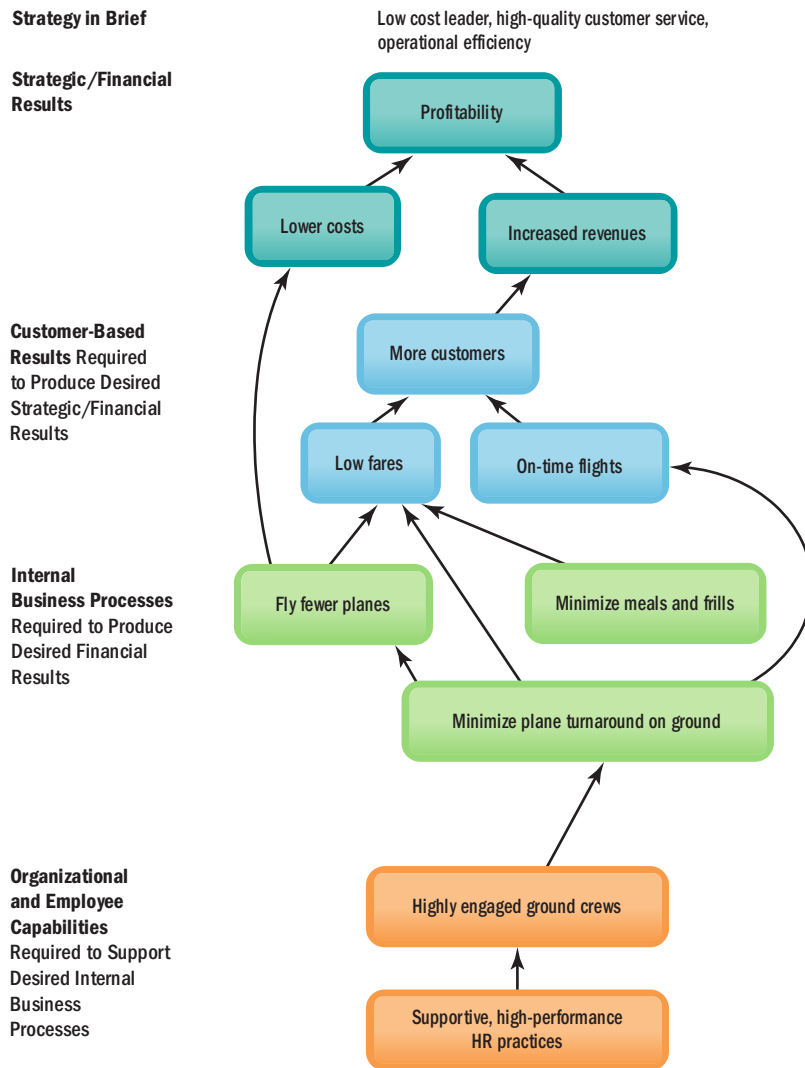 Strategy in Brief
Low cost leader, high-quality customer service,
operational efficiency
Strategic/Financial
Results
Profitability
Lower costs
Increased revenues
Customer-Based
Results Required
to Produce Desired
Strategic/Financial
Results
More customers
Low fares
On-time flights
Internal
Business Processes
Required to Produce
Desired Financial
Results
Fly fewer planes
Minimize meals and frills
Minimize plane turnaround on ground
Organizational
and Employee
Capabilities
Required to Support
Desired Internal
Business
Processes
Highly engaged ground crews
Supportive, high-performance
HR practices